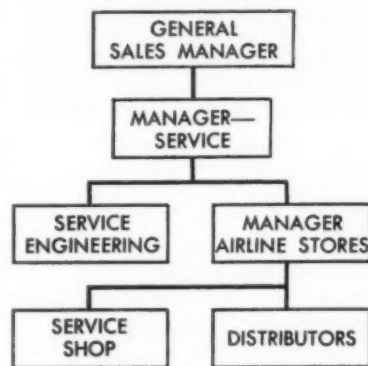 GENERAL
SALES MANAGER
MANAGER—
SERVICE
SERVICE
ENGINEERING
MANAGER
AIRLINE STORES
SERVICE
SHOP
DISTRIBUTORS